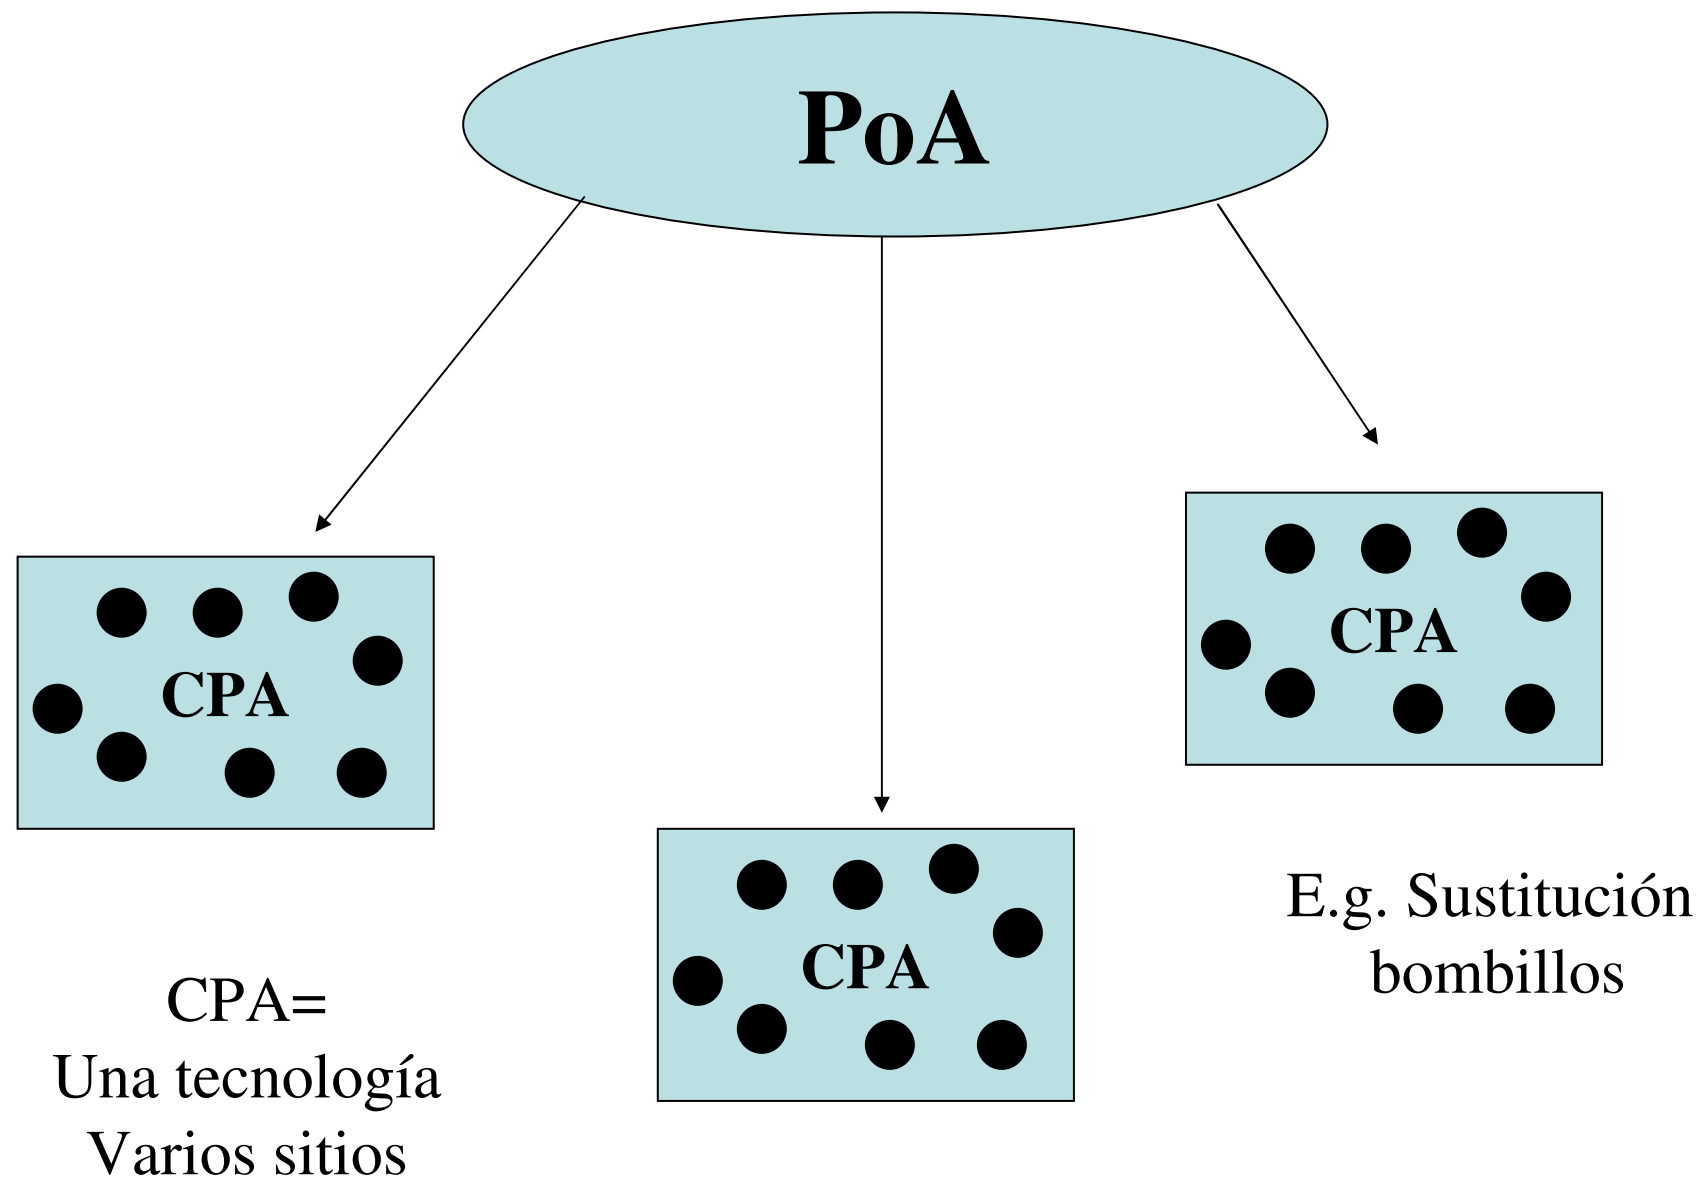 PoA
CPA
CPA
CPA
E.g. Sustitución
bombillos
CPA=
Una tecnología
Varios sitios